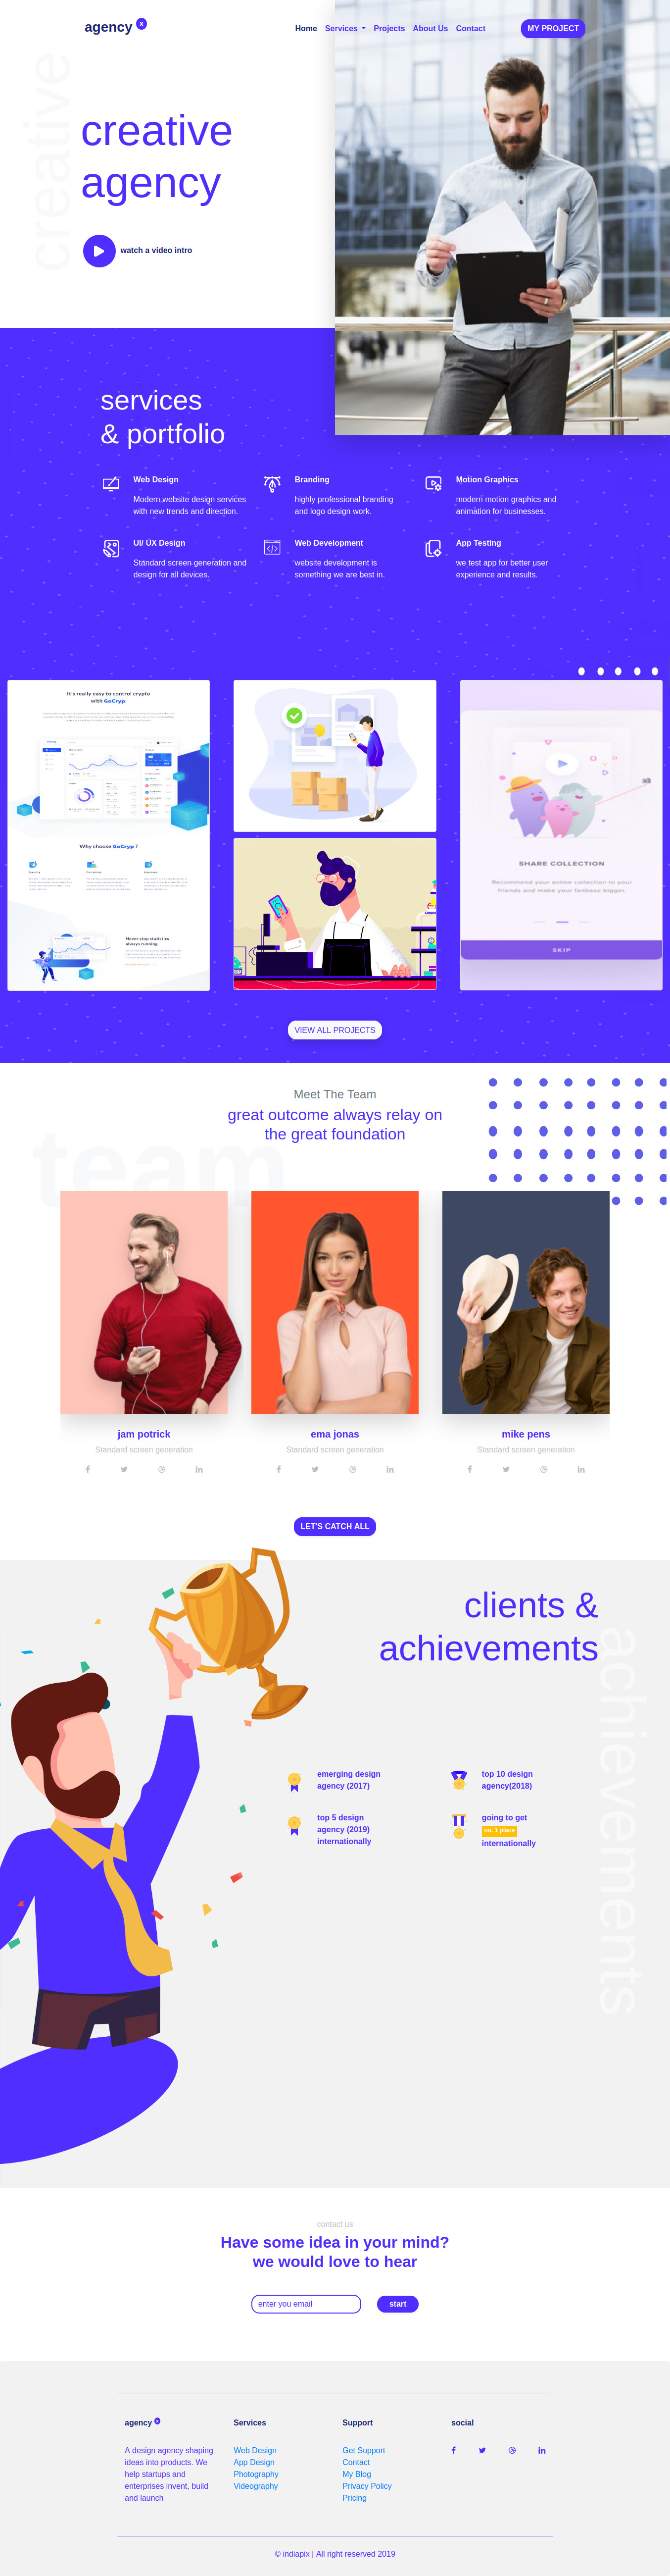 agency x
Home Services Projects About Us Contact
MY PROJECT
creative
creative
agency
watch a video intro
services
& portfolio
Web Design
Modern website design services
with new trends and direction.
Branding
highly professional branding
and logo design work.
Motion Graphics
modern motion graphics and
animation for businesses.
UI/ UX Design
Standard screen generation and
design for all devices.
Web Development
website development is
something we are best in.
App Testing
we test app for better user
experience and results.
It's really easy to control crypto
with GoCryp.
Why choose GoCryp ?
Never stop statistics
always running.
SHARE COLLECTION
Recommend your online collection to your
friends and make your fanbase bigger.
SKIP
VIEW ALL PROJECTS
Meet The Team
great outcome always relay on
the great foundation
team
jam potrick
Standard screen generation
ema jonas
Standard screen generation
mike pens
Standard screen generation
LET'S CATCH ALL
clients &
achievements
achievements
emerging design
agency (2017)
top 10 design
agency(2018)
top 5 design
agency (2019)
internationally
going to get
no. 1 place
internationally
contact us
Have some idea in your mind?
we would love to hear
enter you email
start
agency x
A design agency shaping
ideas into products. We
help startups and
enterprises invent, build
and launch
Services
Web Design
App Design
Photography
Videography
Support
Get Support
Contact
My Blog
Privacy Policy
Pricing
social
© indiapix | All right reserved 2019